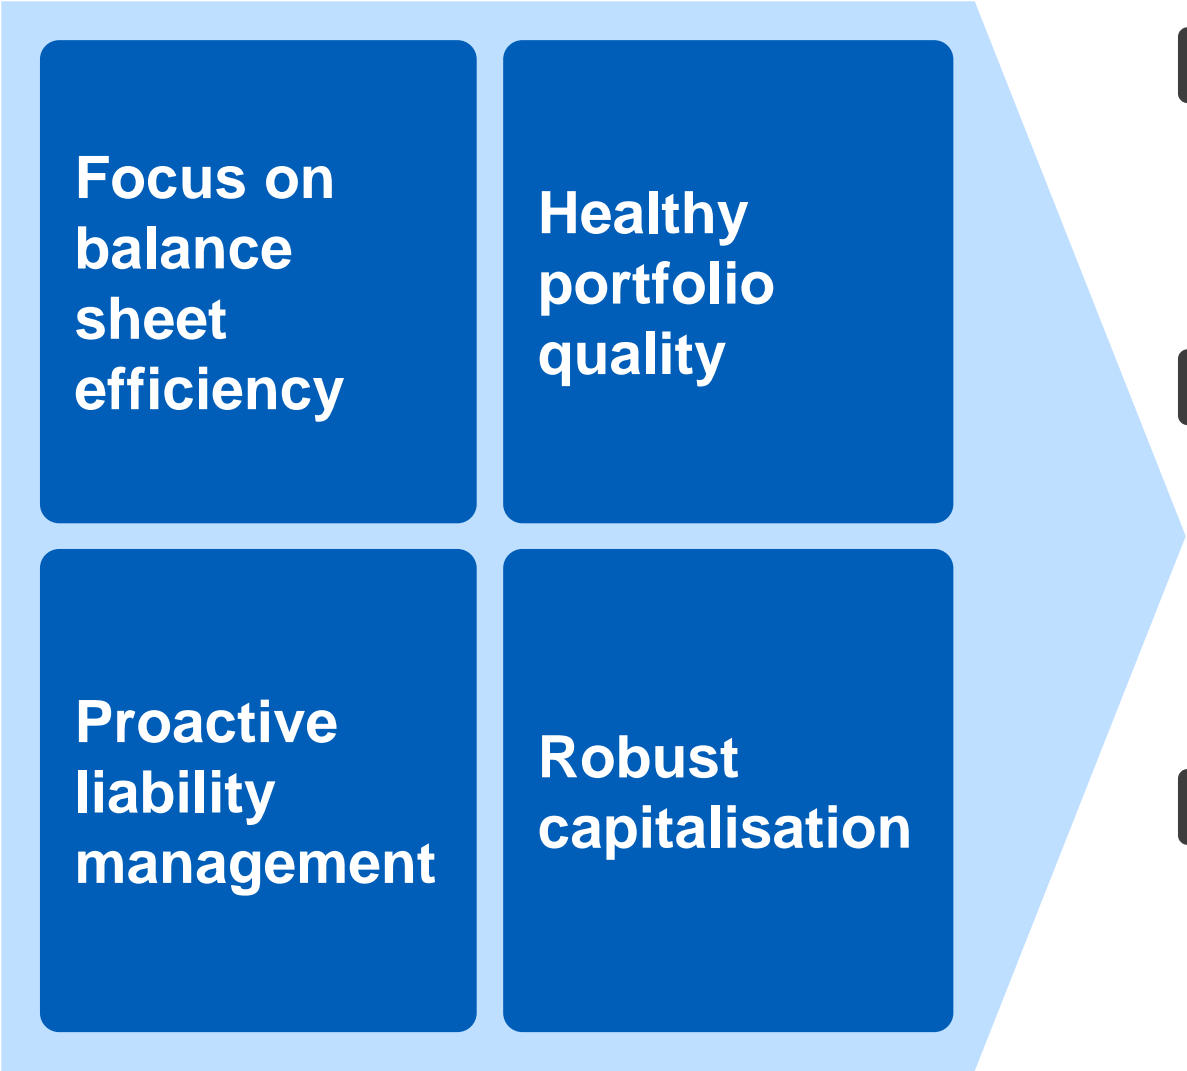 Focus on
balance
sheet
efficiency
Healthy
portfolio
quality
Proactive
liability
management
Robust
capitalisation